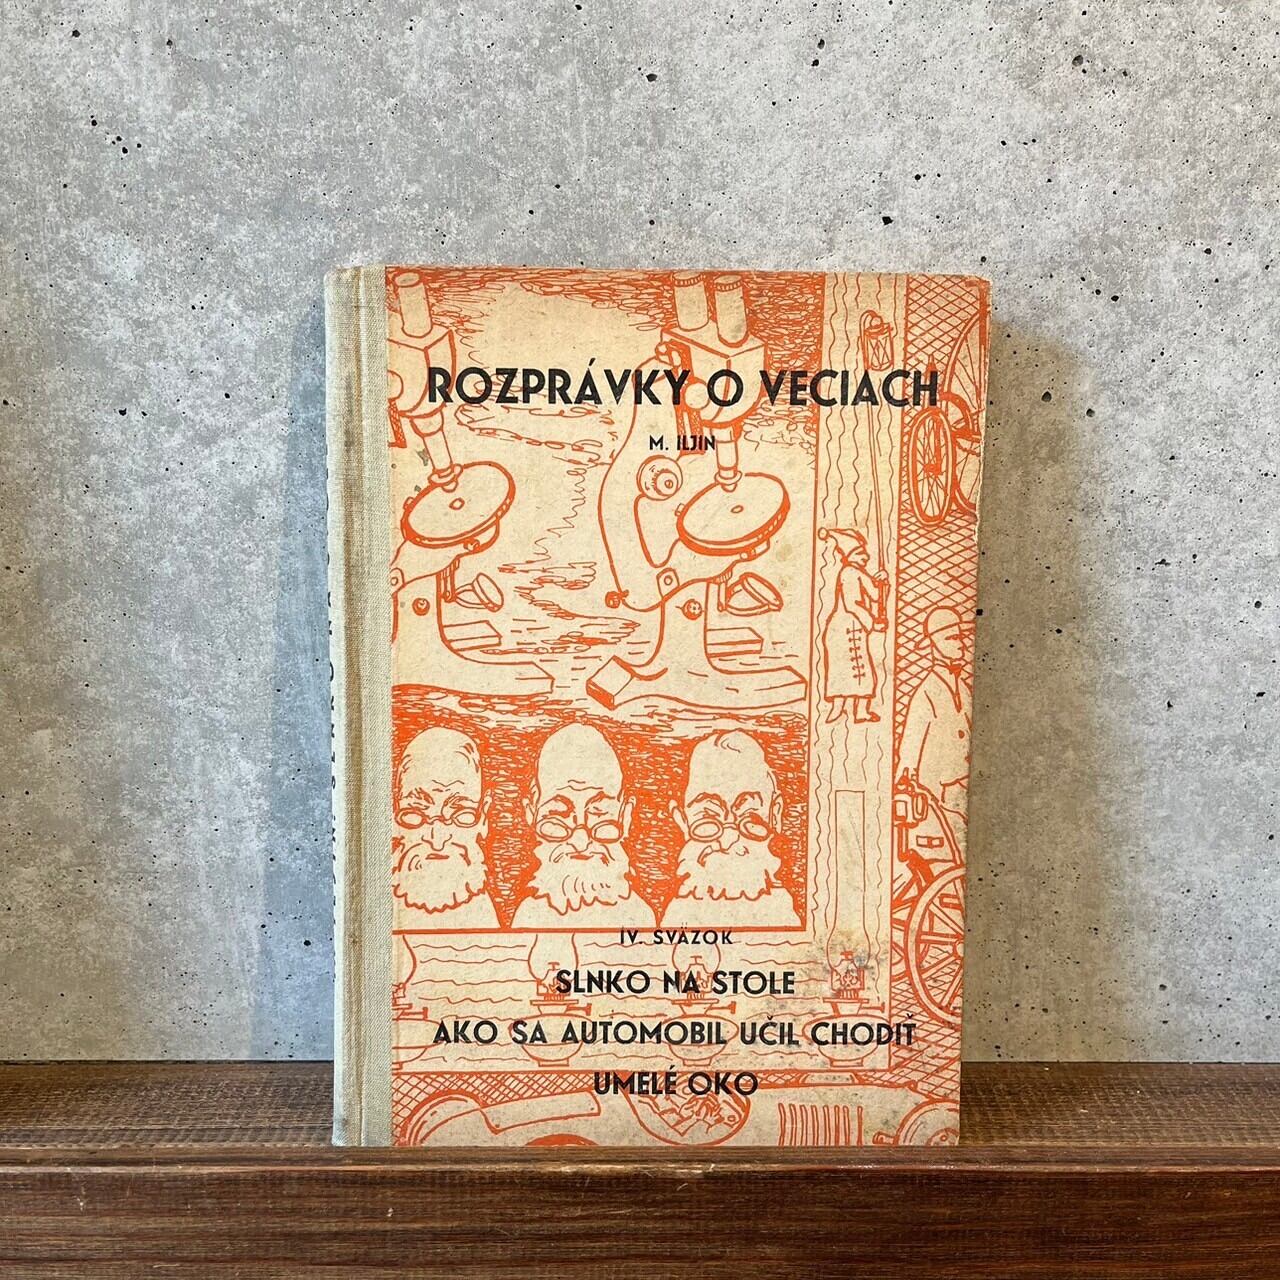 ROZPRÁVKY O VECIACH
M. ILJIN
IV. SVÄZOK
SLNKO NA STOLE
AKO SA AUTOMOBIL UČIL CHODIŤ
UMELÉ OKO